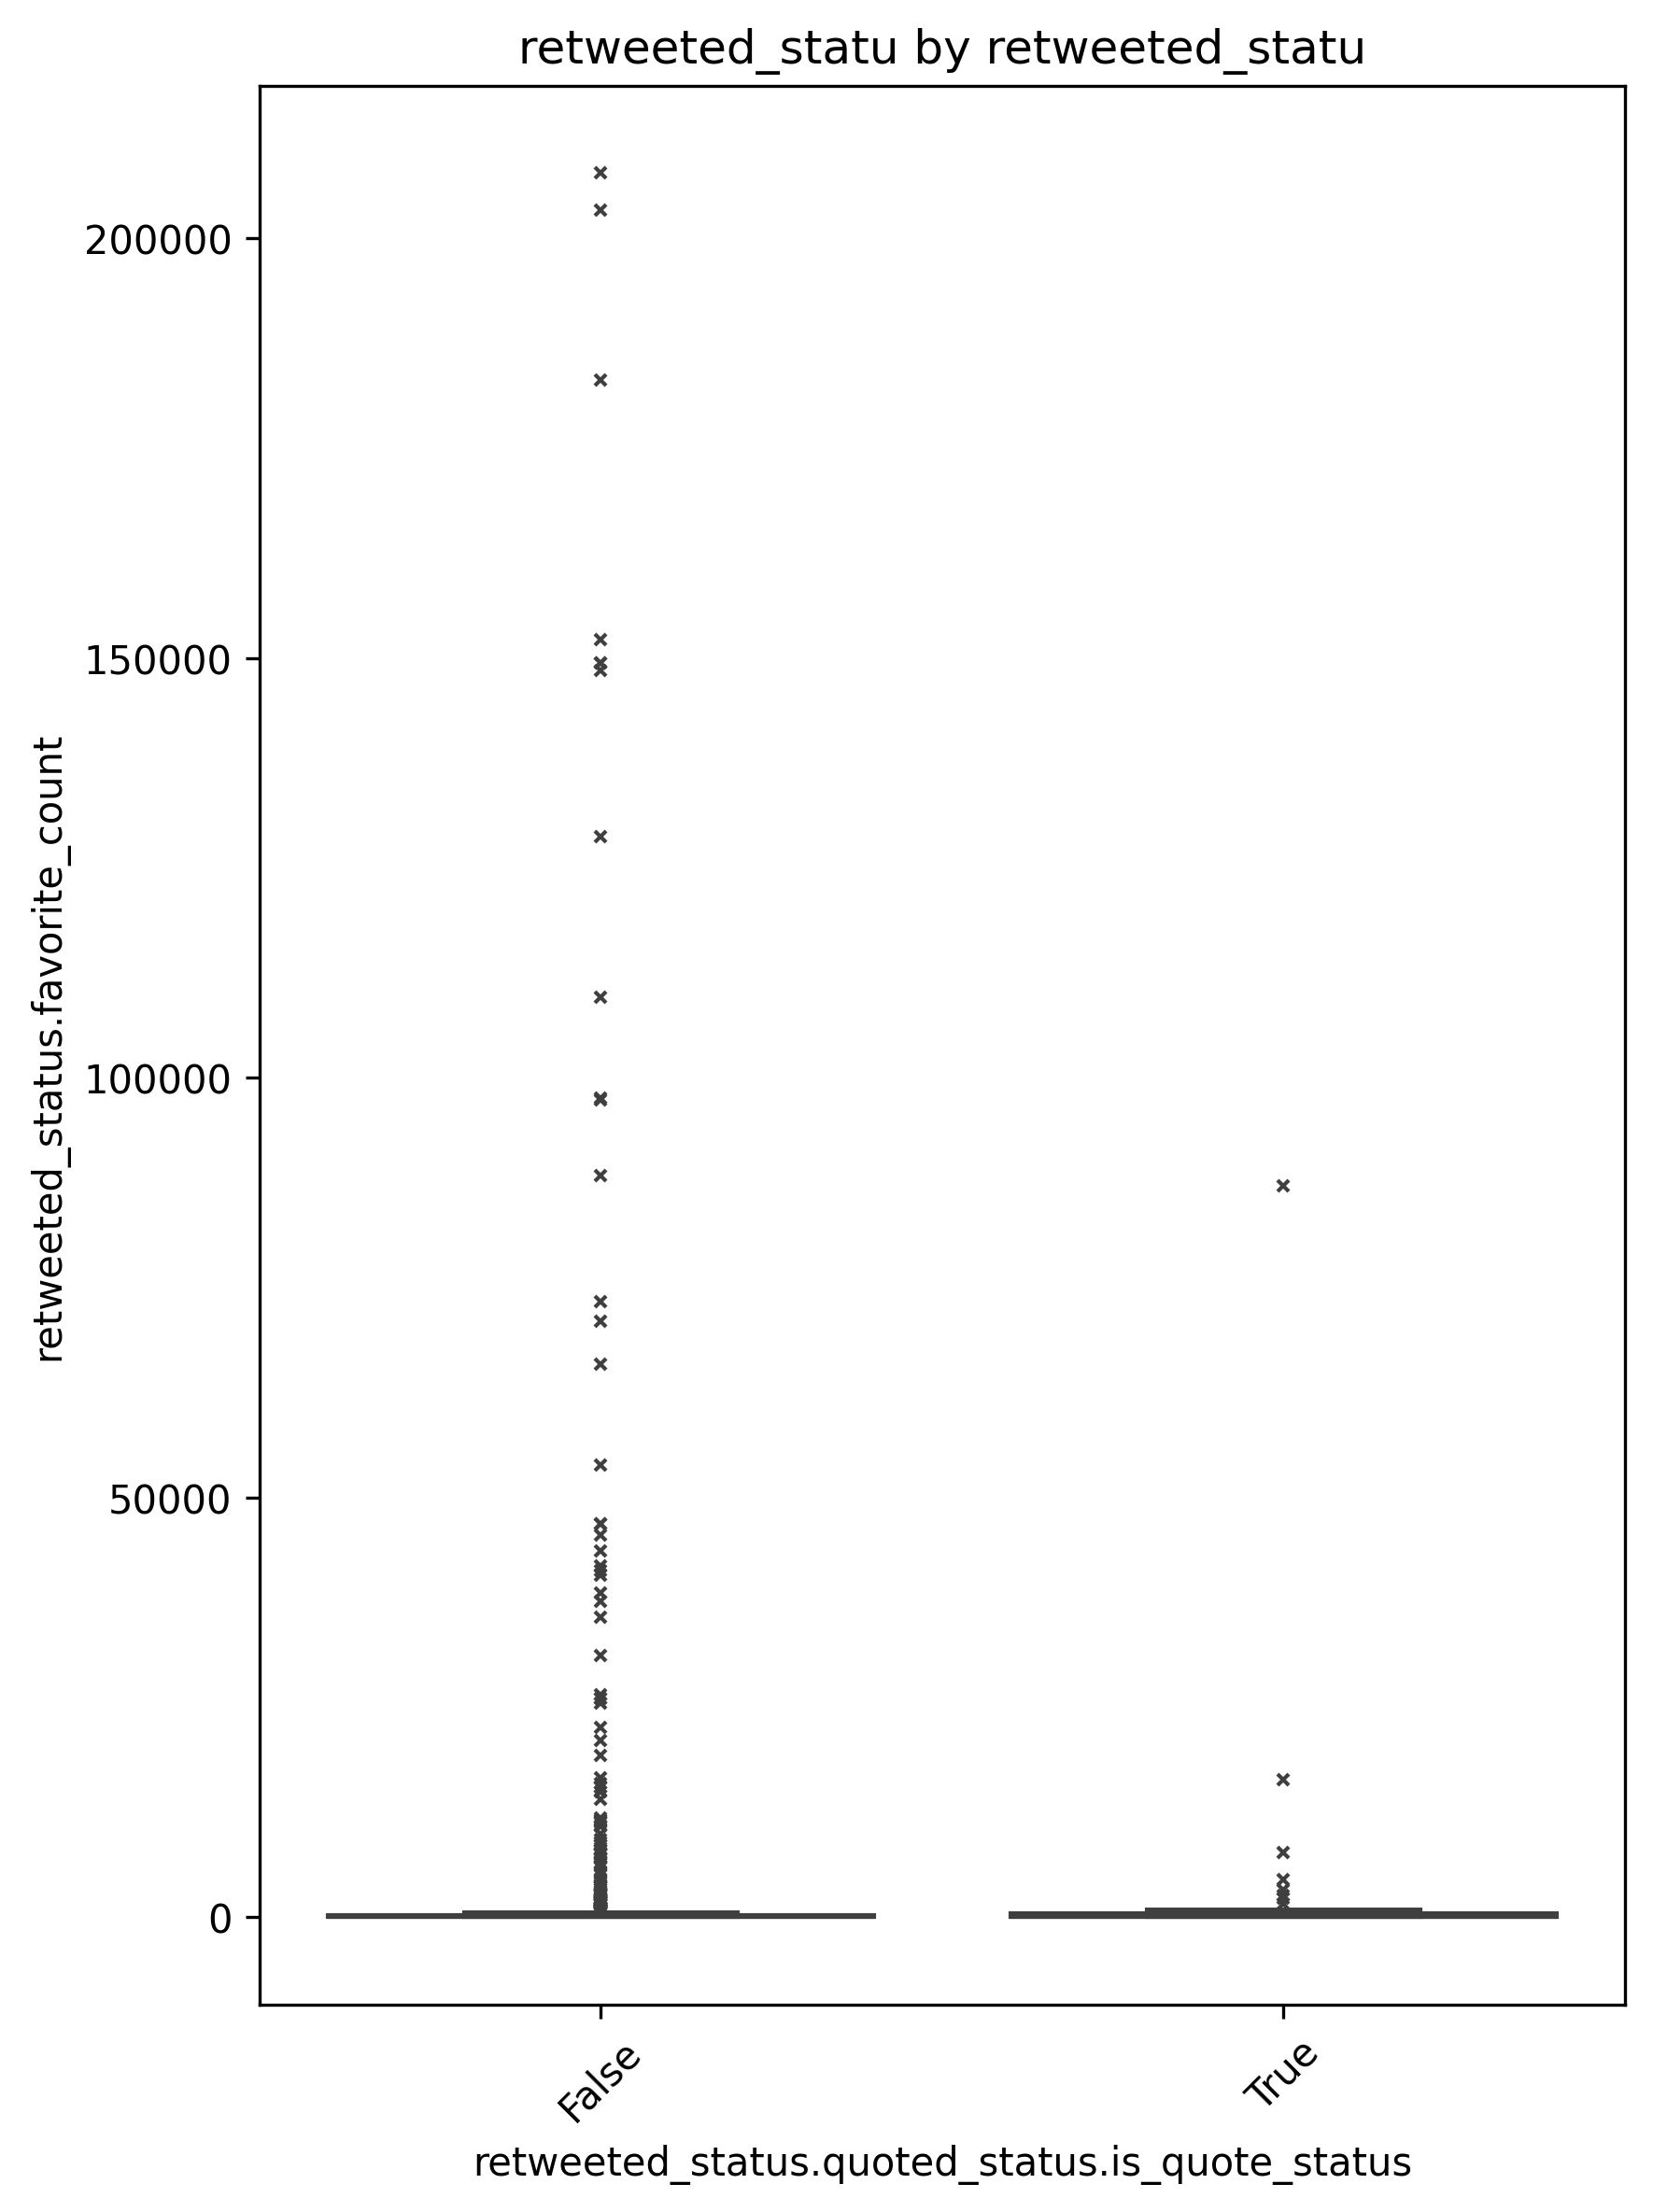 retweeted_statu by retweeted_statu
retweeted_status.favorite_count
200000
150000
100000
50000
0
False
True
retweeted_status.quoted_status.is_quote_status